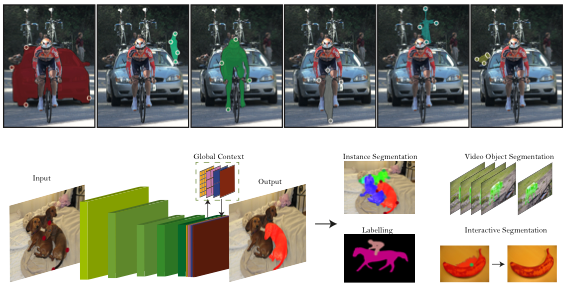 Global Context
Input
Output
Instance Segmentation
Video Object Segmentation
Labelling
Interactive Segmentation